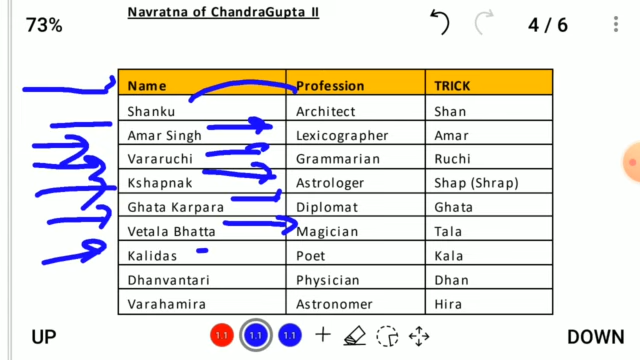 73%
Navratna of ChandraGupta II
4 / 6
Name Profession TRICK
Shanku Architect Shan
Amar Singh Lexicographer Amar
Vararuchi Grammarian Ruchi
Kshapnak Astrologer Shap (Shrap)
Ghata Karpara Diplomat Ghata
Vetala Bhatta Magician Tala
Kalidas Poet Kala
Dhanvantari Physician Dhan
Varahamira Astronomer Hira
UP 1.1 1.1 1.1 DOWN